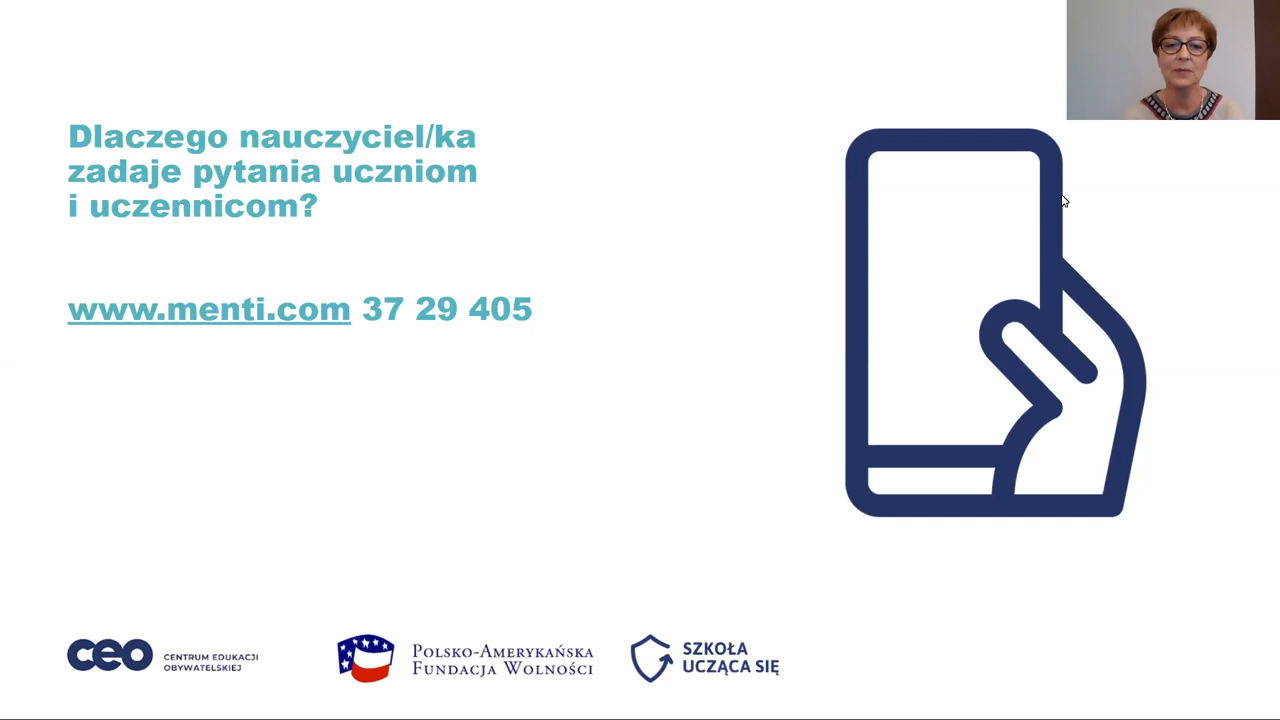 Dlaczego nauczyciel/ka
zadaje pytania uczniom
i uczennicom?
www.menti.com 37 29 405
ceo CENTRUM EDUKACJI
OBYWATELSKIEJ
POLSKO-AMERYKAŃSKA
FUNDACJA WOLNOŚCI
SZKOŁA
UCZĄCA SIĘ